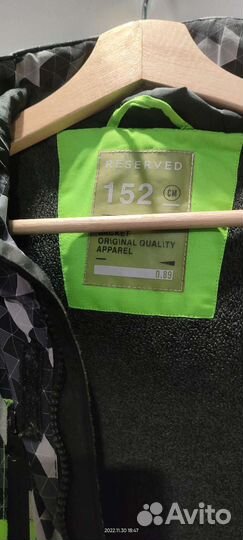 RESERVED
152 CM
JACKET
ORIGINAL QUALITY
APPAREL
0.89
2022.11.30 18:47
Avito